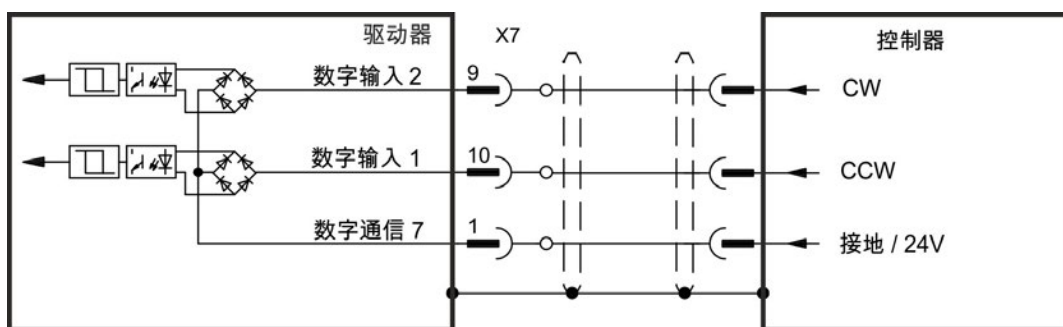 驱动器
X7
控制器
数字输入 2
9
CW
数字输入 1
10
CCW
数字通信 7
1
接地 / 24V